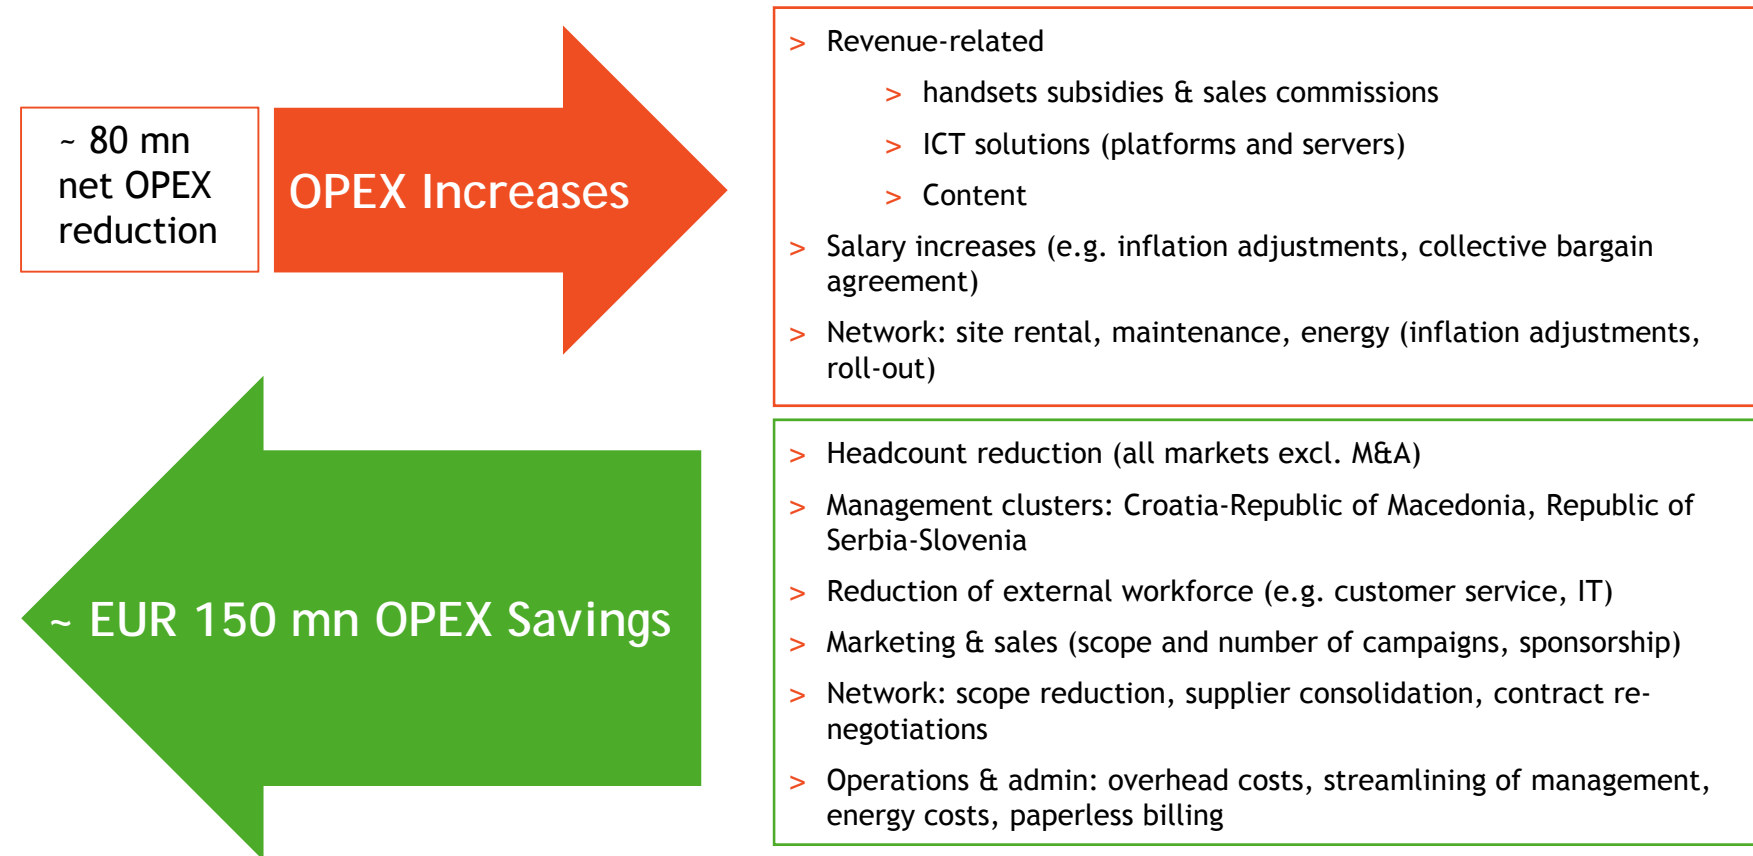 ~ 80 mn
net OPEX
reduction
OPEX Increases
> Revenue-related
> handsets subsidies & sales commissions
> ICT solutions (platforms and servers)
> Content
> Salary increases (e.g. inflation adjustments, collective bargain
agreement)
> Network: site rental, maintenance, energy (inflation adjustments,
roll-out)
~ EUR 150 mn OPEX Savings
> Headcount reduction (all markets excl. M&A)
> Management clusters: Croatia-Republic of Macedonia, Republic of
Serbia-Slovenia
> Reduction of external workforce (e.g. customer service, IT)
> Marketing & sales (scope and number of campaigns, sponsorship)
> Network: scope reduction, supplier consolidation, contract re-
negotiations
> Operations & admin: overhead costs, streamlining of management,
energy costs, paperless billing